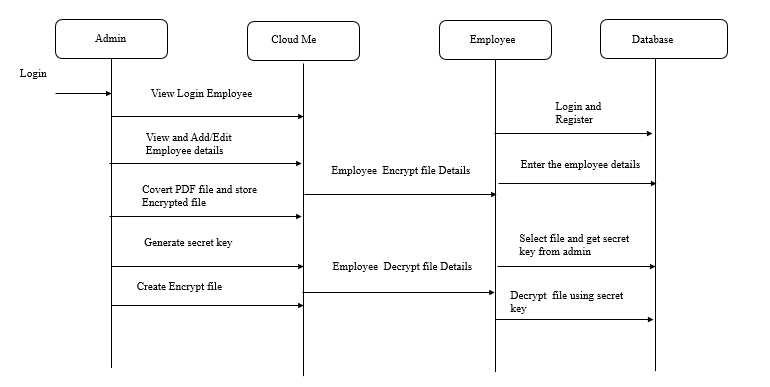 Admin
Cloud Me
Employee
Database
Login
View Login Employee
Login and
Register
View and Add/Edit
Employee details
Employee  Encrypt file Details
Enter the employee details
Covert PDF file and store
Encrypted file
Generate secret key
Select file and get secret
key from admin
Employee  Decrypt file Details
Create Encrypt file
Decrypt  file using secret
key